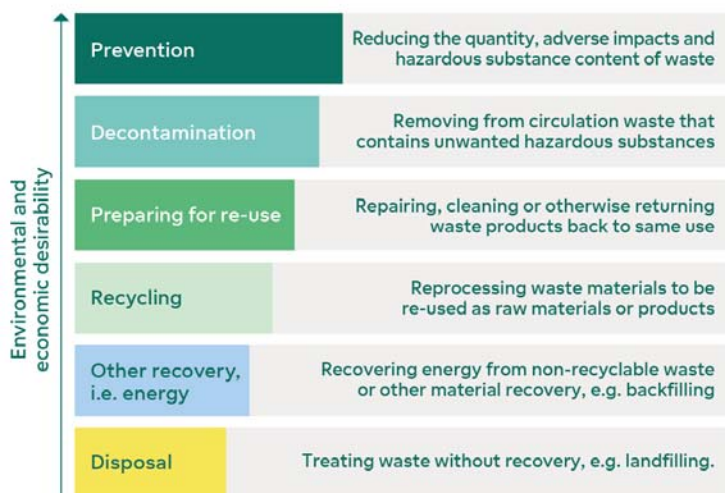 Environmental and
economic desirability
Prevention
Reducing the quantity, adverse impacts and
hazardous substance content of waste
Decontamination
Removing from circulation waste that
contains unwanted hazardous substances
Preparing for re-use
Repairing, cleaning or otherwise returning
waste products back to same use
Recycling
Reprocessing waste materials to be
re-used as raw materials or products
Other recovery,
i.e. energy
Recovering energy from non-recyclable waste
or other material recovery, e.g. backfilling
Disposal
Treating waste without recovery, e.g. landfilling.